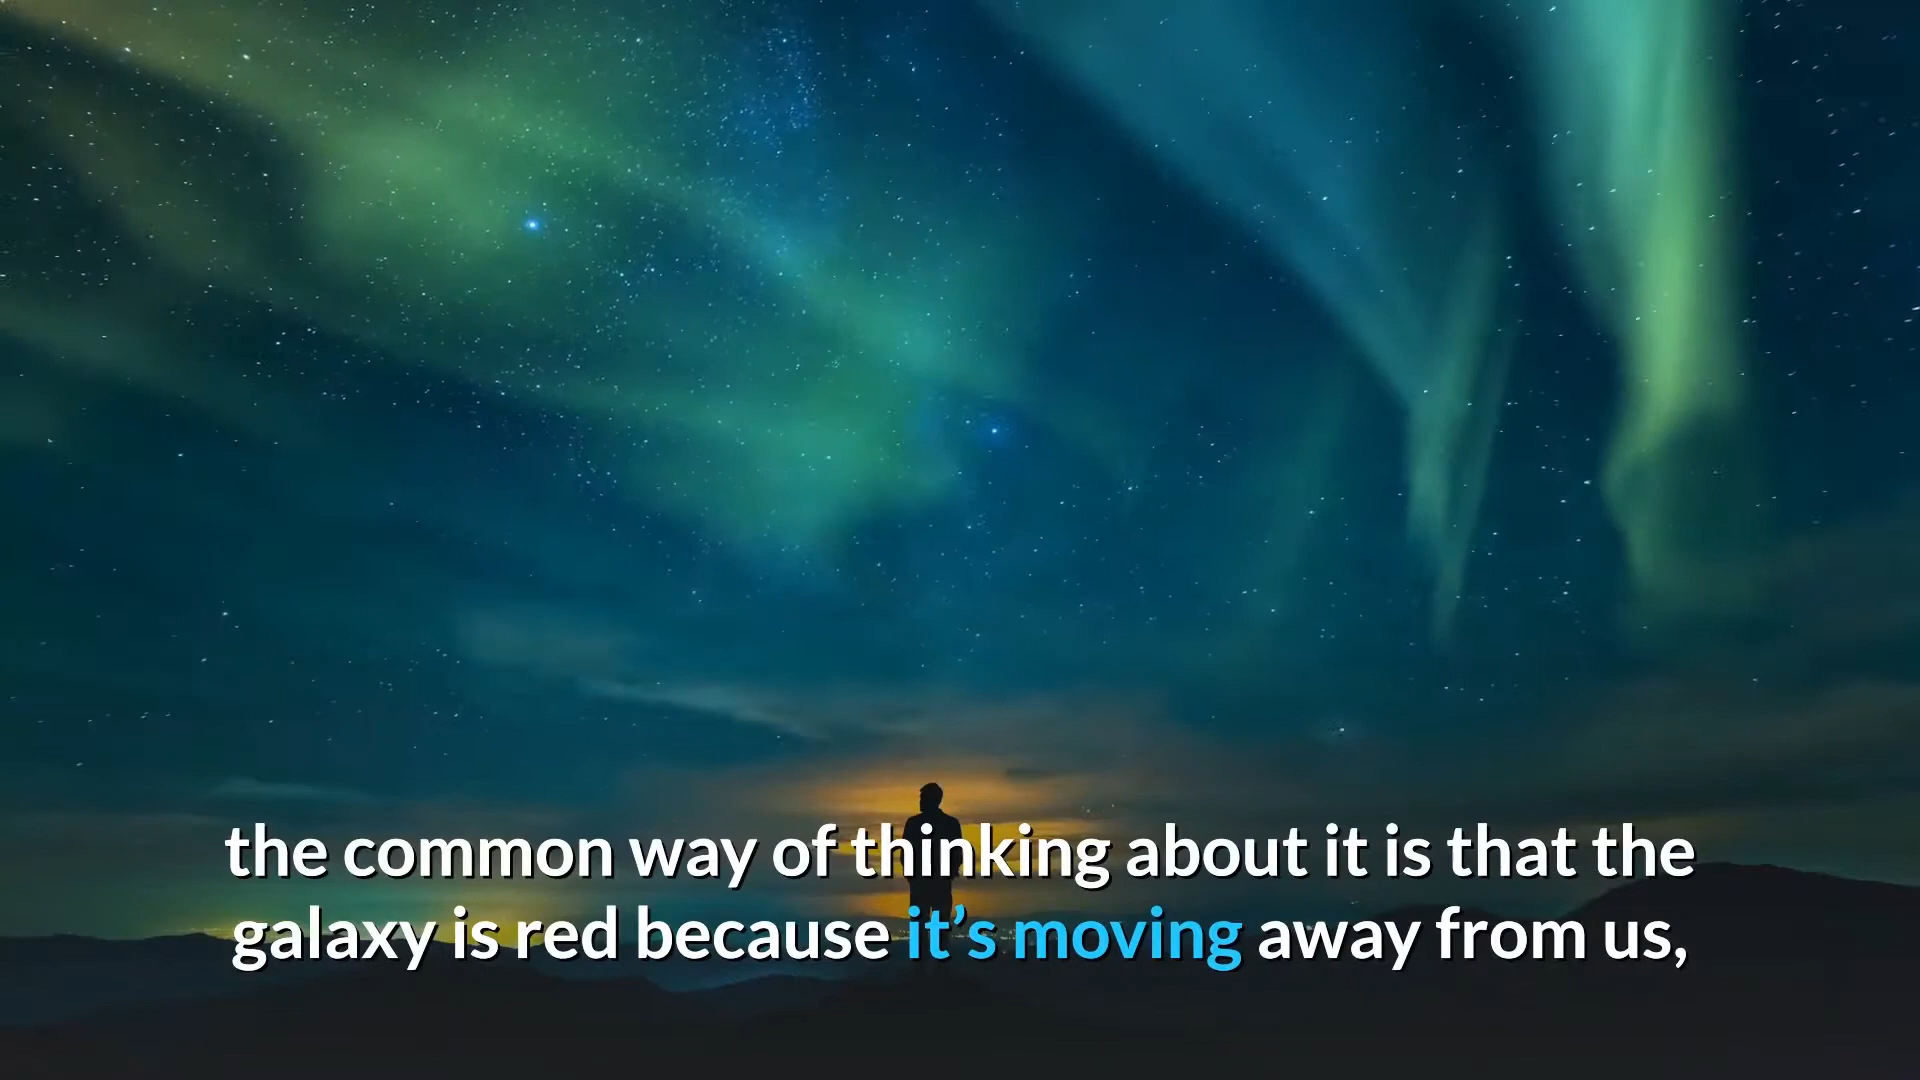 the common way of thinking about it is that the
galaxy is red because it’s moving away from us,